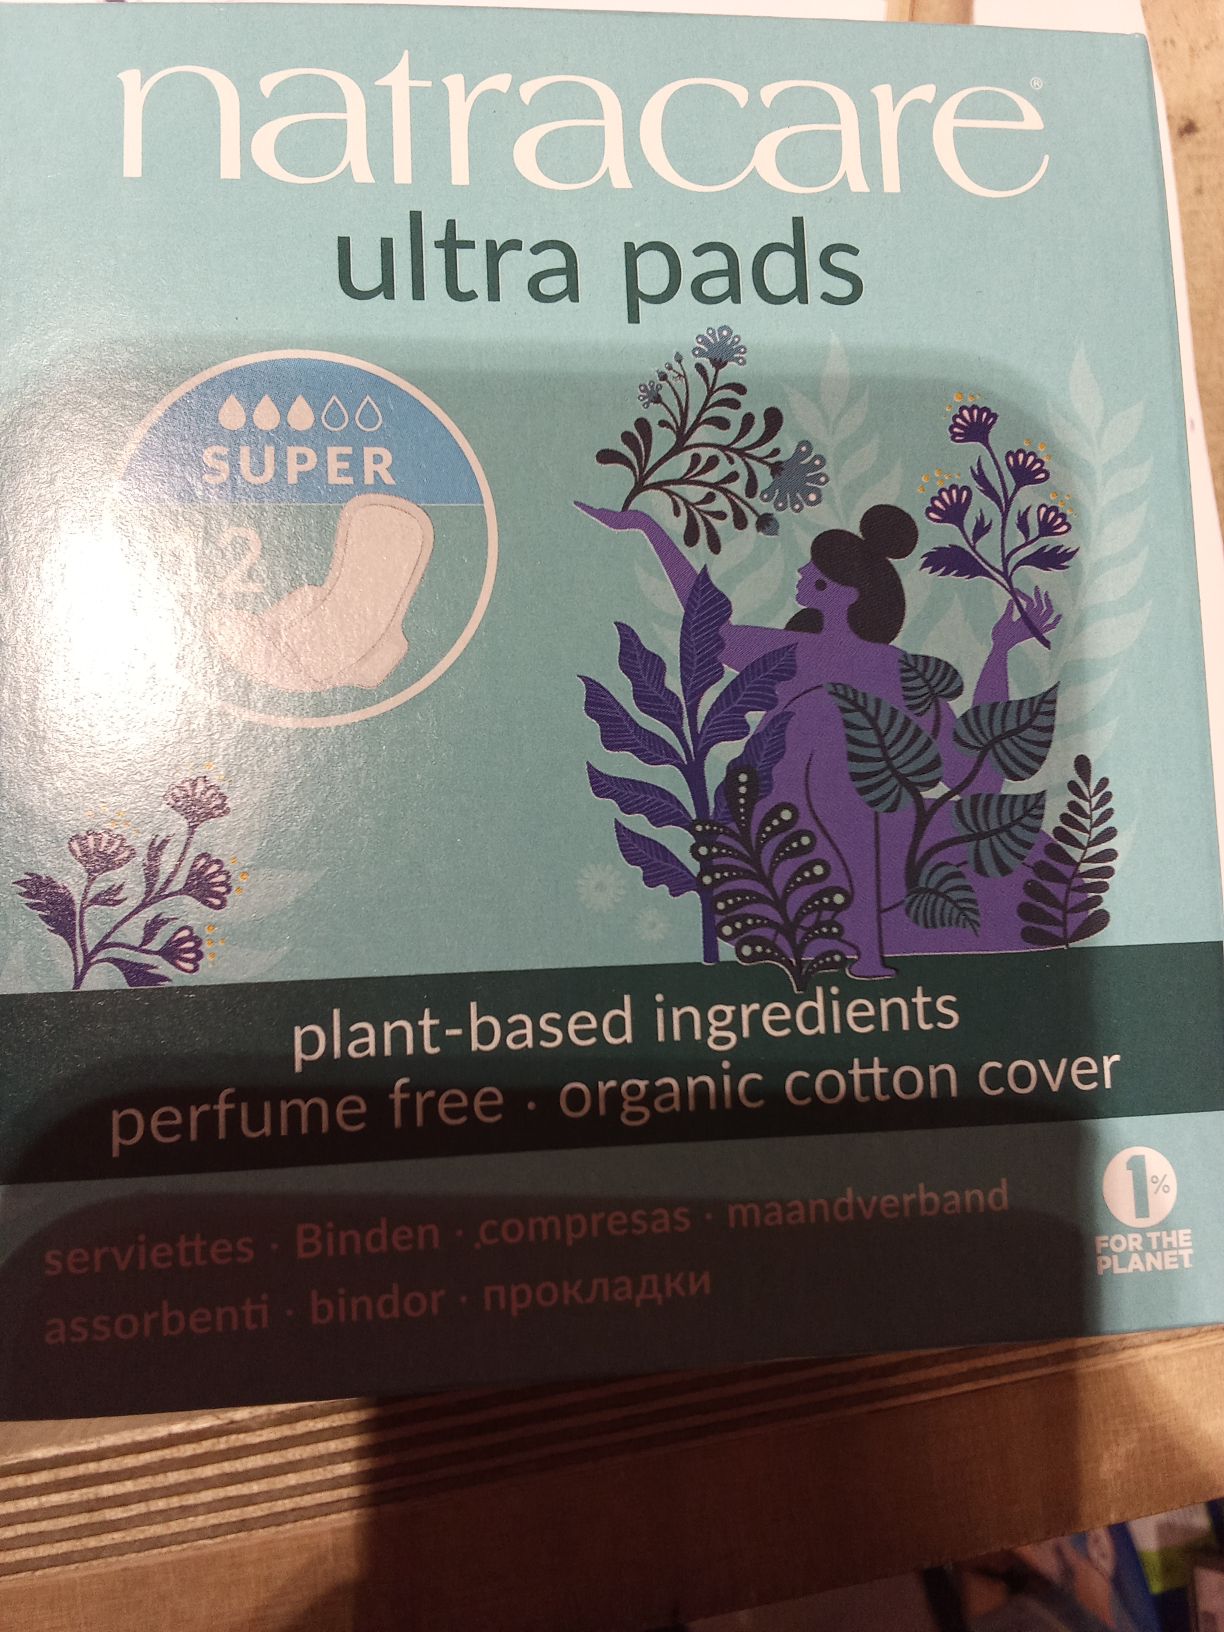 natracare®
ultra pads
SUPER
plant-based ingredients
perfume free · organic cotton cover
serviettes · Binden · compresas · maandverband
assorbenti · bindor · прокладки
1%
FOR THE
PLANET